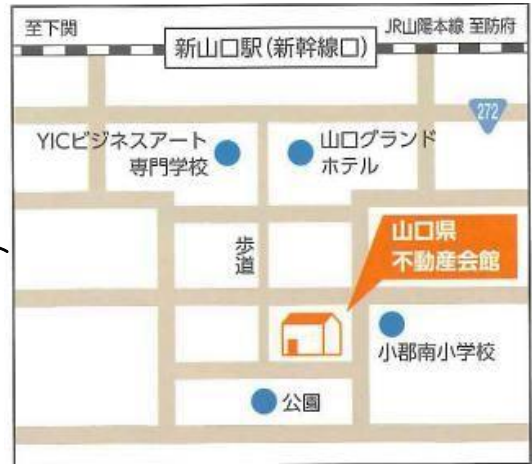 至下関
新山口駅(新幹線口)
JR山陽本線 至防府
272
YICビジネスアート
専門学校
山口グランド
ホテル
歩道
山口県
不動産会館
小郡南小学校
公園